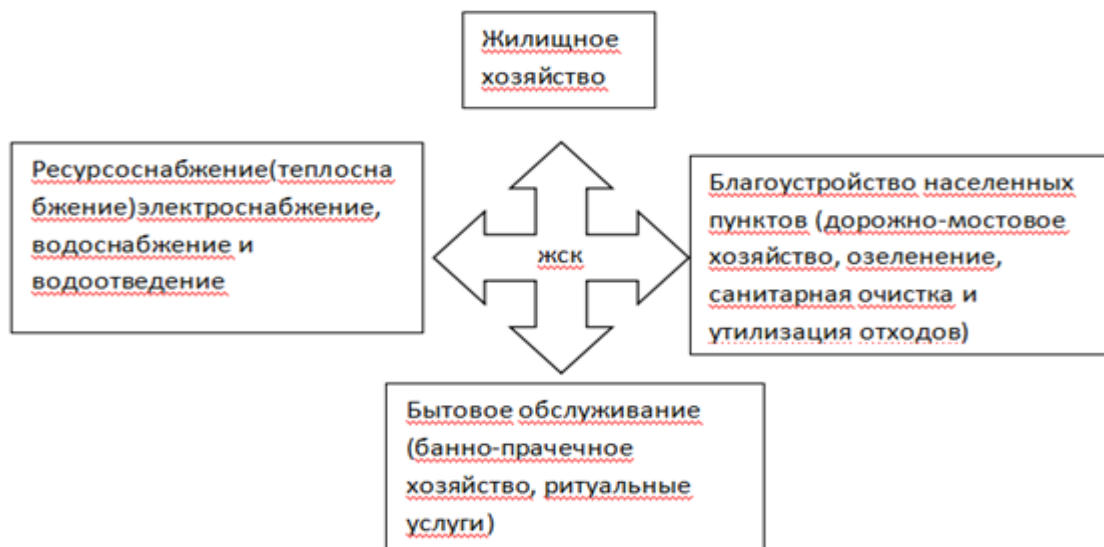 Жилищное
хозяйство
Ресурсоснабжение(теплосна
бжение)электроснабжение,
водоснабжение и
водоотведение
жск
Благоустройство населенных
пунктов (дорожно-мостовое
хозяйство, озеленение,
санитарная очистка и
утилизация отходов)
Бытовое обслуживание
(банно-прачечное
хозяйство, ритуальные
услуги)